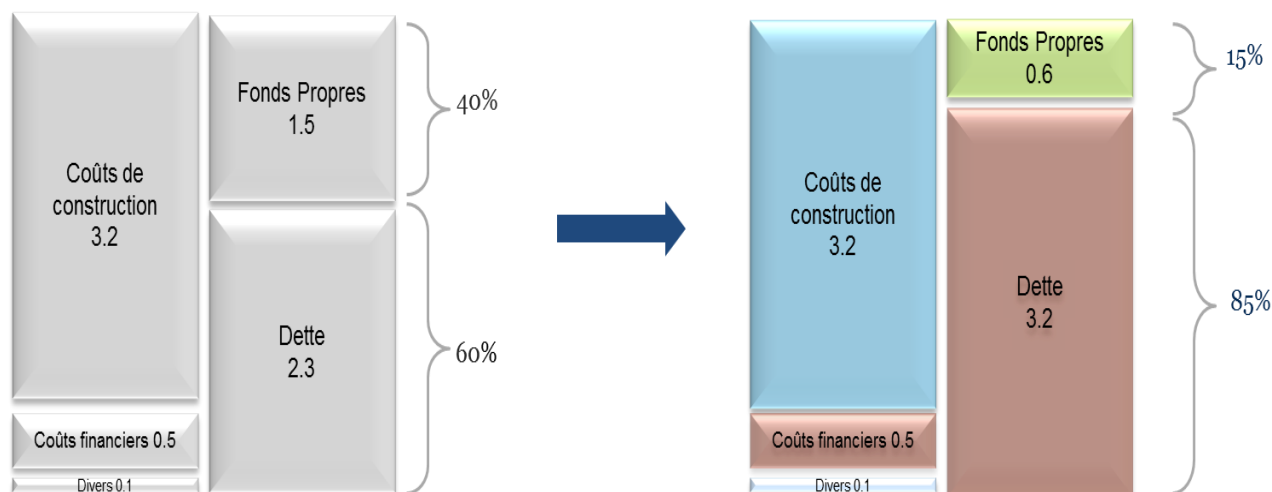 Coûts de
construction
3.2
Coûts financiers 0.5
Divers 0.1
Fonds Propres
1.5
Dette
2.3
40%
60%
Coûts de
construction
3.2
Coûts financiers 0.5
Divers 0.1
Fonds Propres
0.6
Dette
3.2
15%
85%